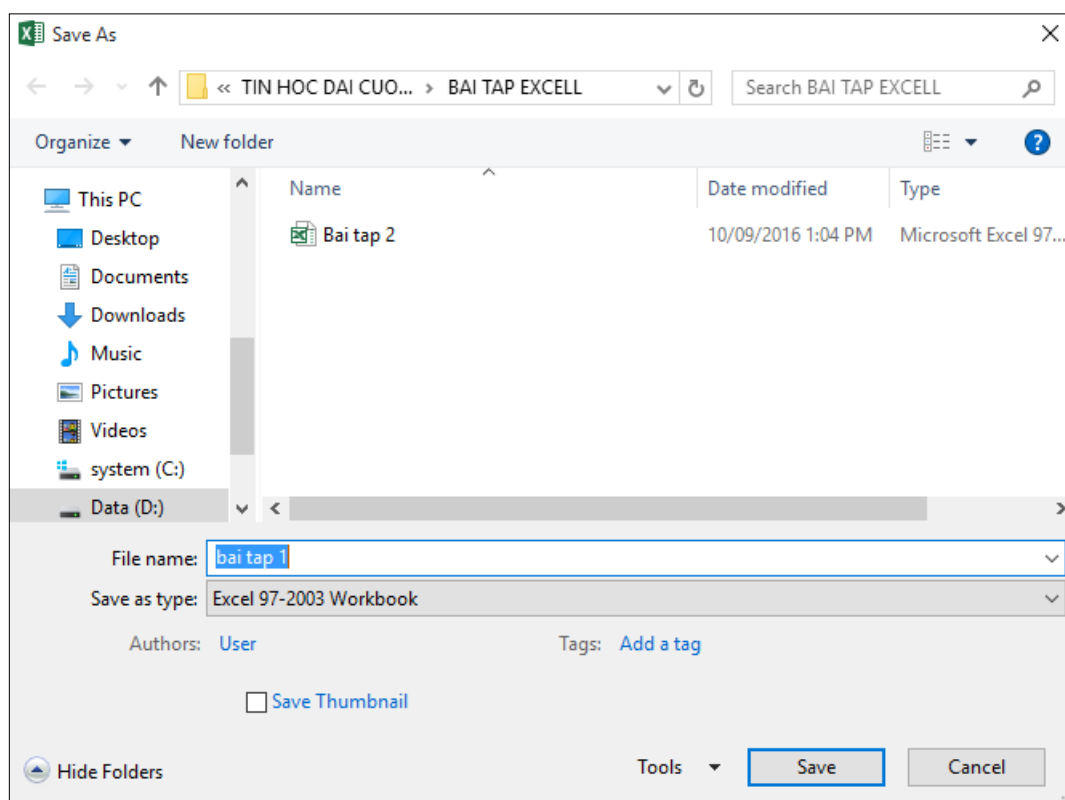 Save As
« TIN HOC DAI CUO... › BAI TAP EXCELL
Search BAI TAP EXCELL
Organize
New folder
?
This PC
Desktop
Documents
Downloads
Music
Pictures
Videos
system (C:)
Data (D:)
Name
Date modified
Type
Bai tap 2
10/09/2016 1:04 PM
Microsoft Excel 97...
File name: bai tap 1
Save as type: Excel 97-2003 Workbook
Authors: User
Tags: Add a tag
Save Thumbnail
Hide Folders
Tools
Save
Cancel